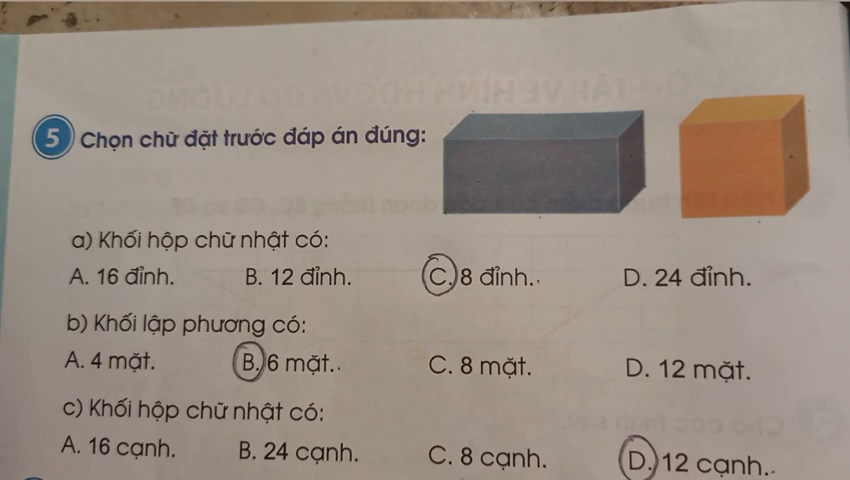 5 Chọn chữ đặt trước đáp án đúng:
a) Khối hộp chữ nhật có:
A. 16 đỉnh. B. 12 đỉnh. C. 8 đỉnh. D. 24 đỉnh.
b) Khối lập phương có:
A. 4 mặt. B. 6 mặt. C. 8 mặt. D. 12 mặt.
c) Khối hộp chữ nhật có:
A. 16 cạnh. B. 24 cạnh. C. 8 cạnh. D. 12 cạnh.